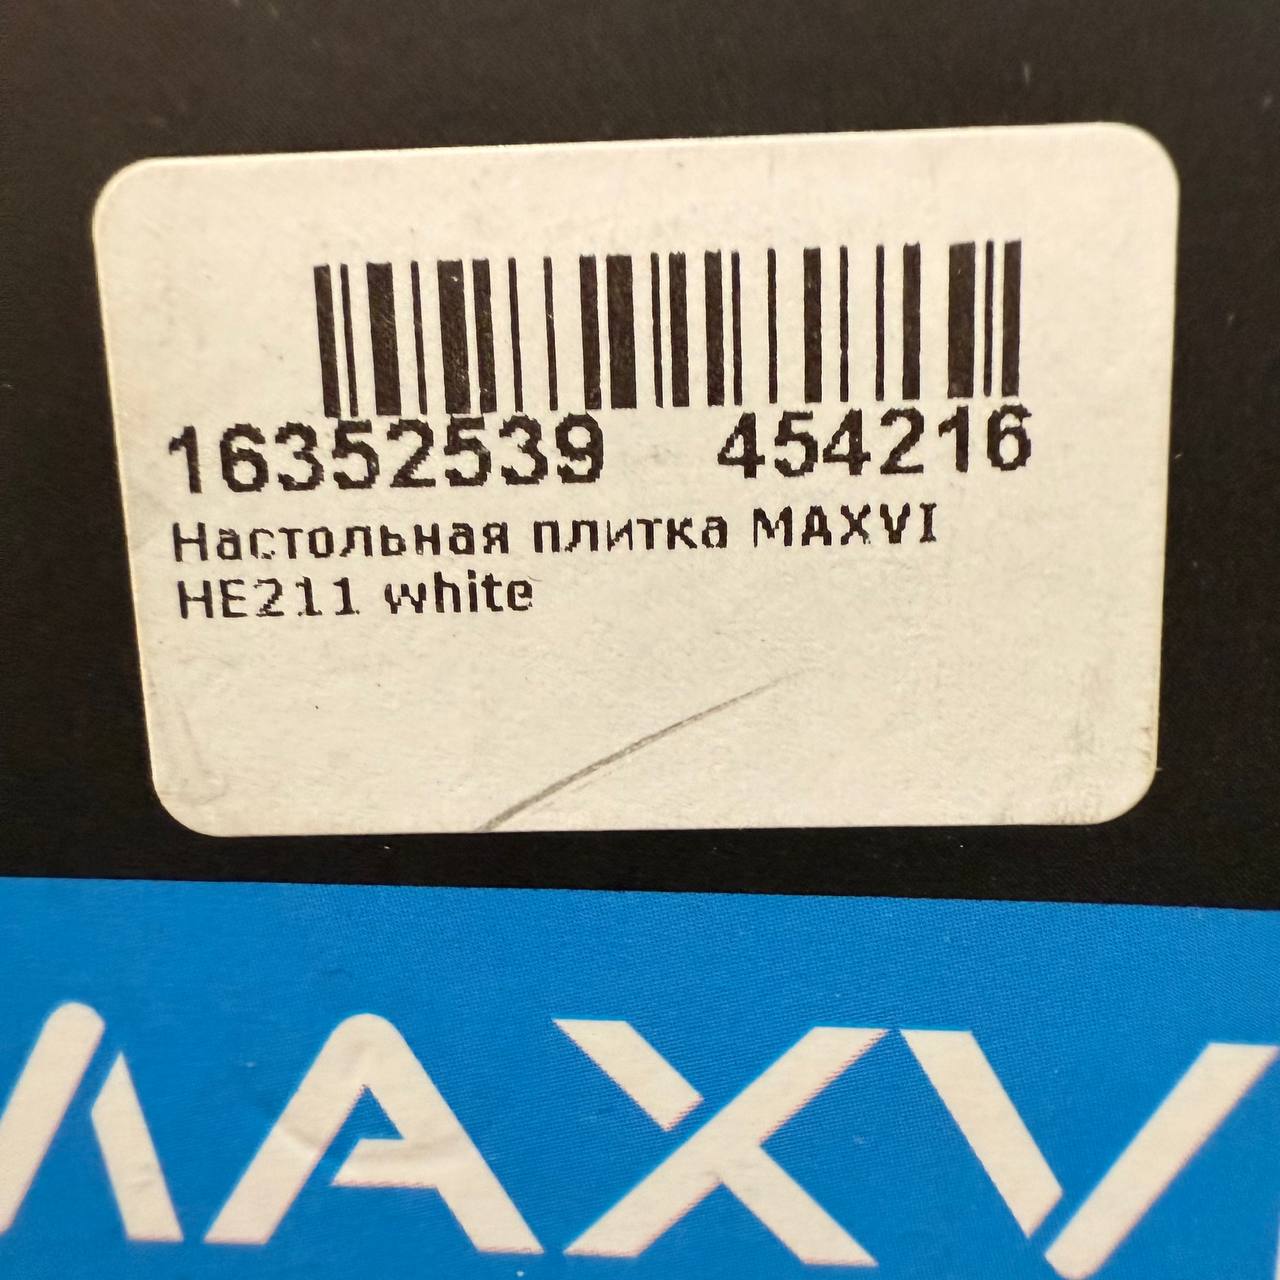 16352539 454216
Настольная плитка MAXVI
HE211 white
MAXV